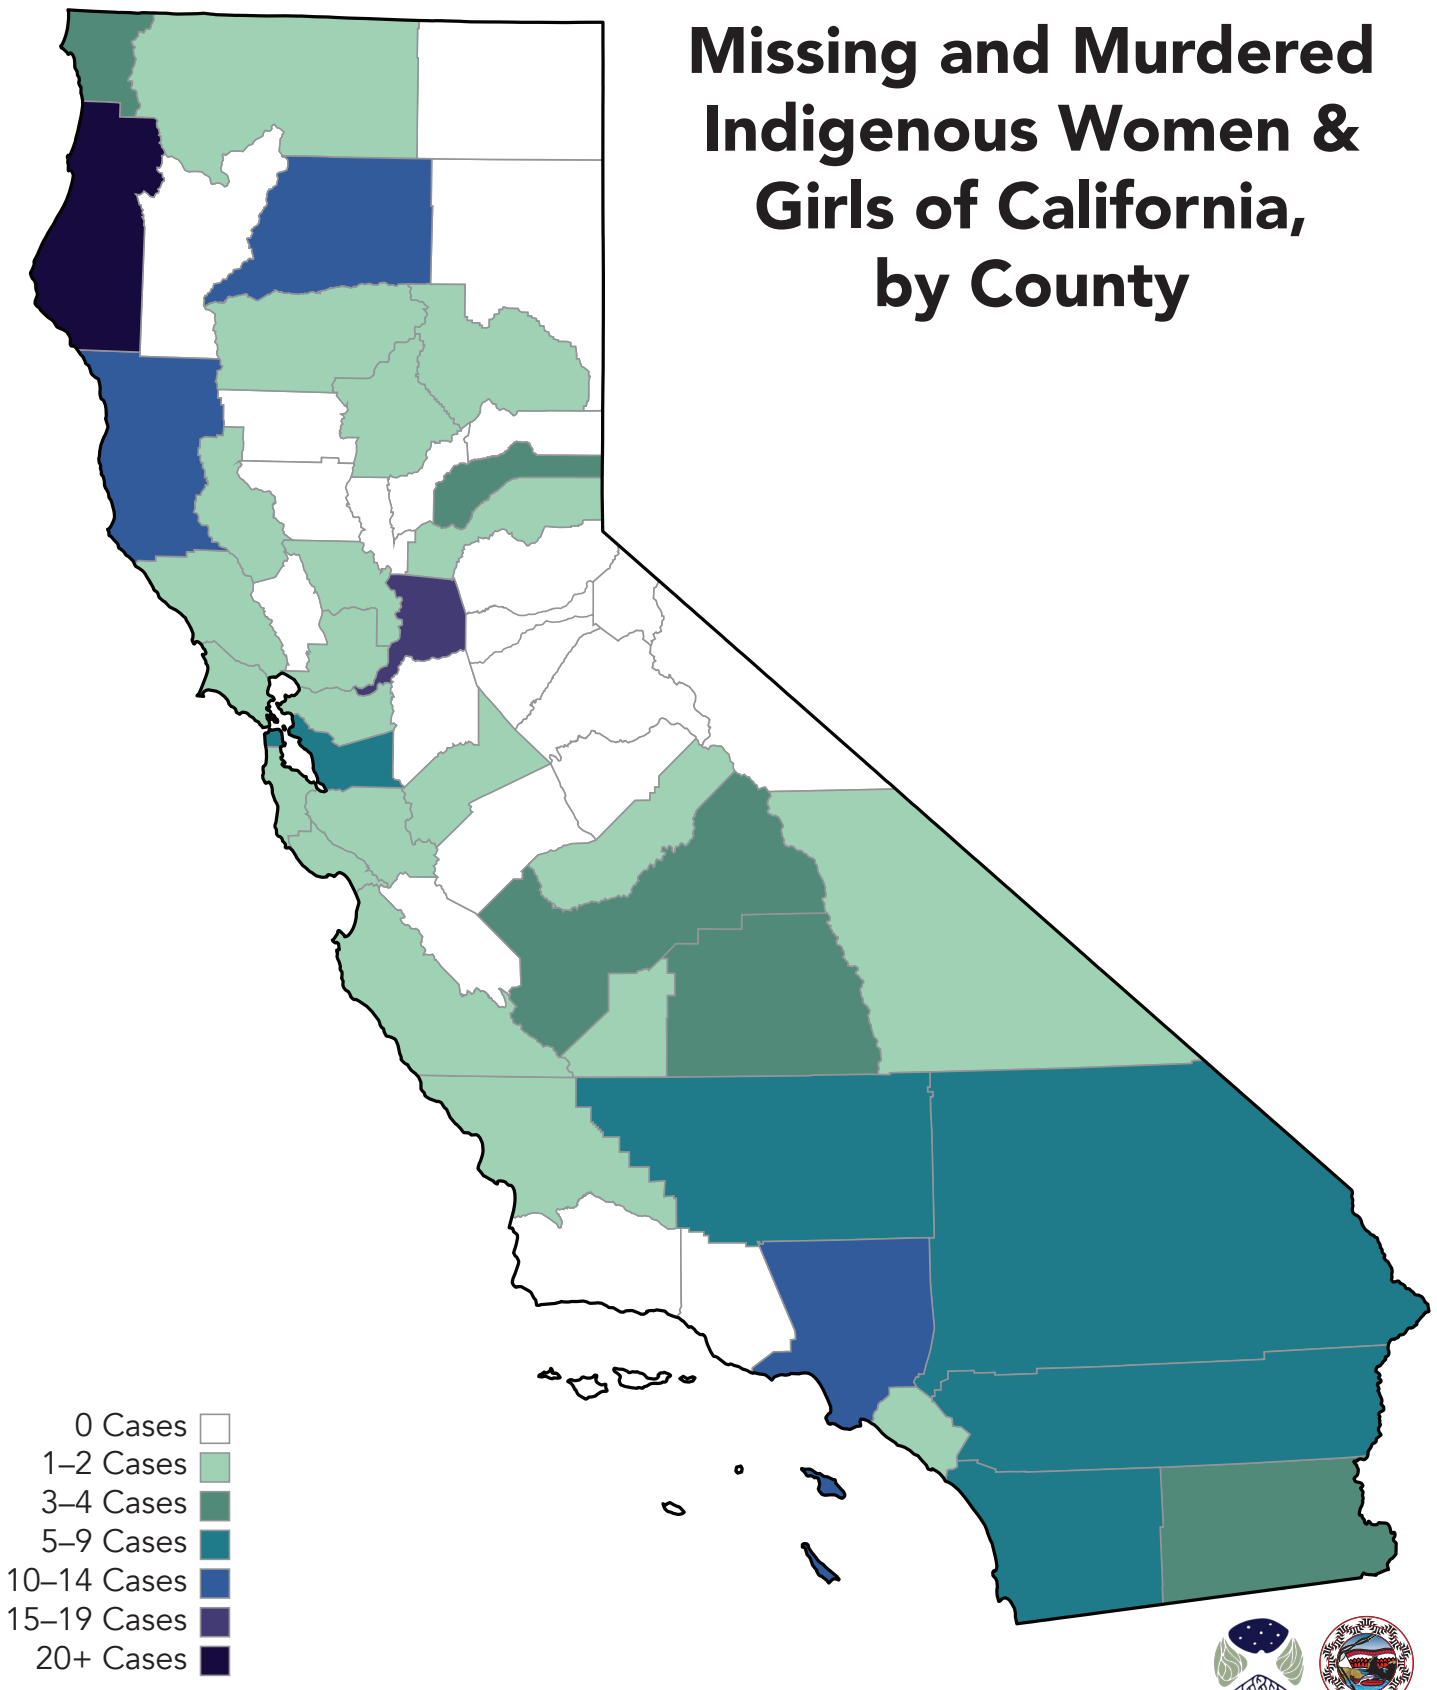 Missing and Murdered
Indigenous Women &
Girls of California,
by County
0 Cases
1–2 Cases
3–4 Cases
5–9 Cases
10–14 Cases
15–19 Cases
20+ Cases